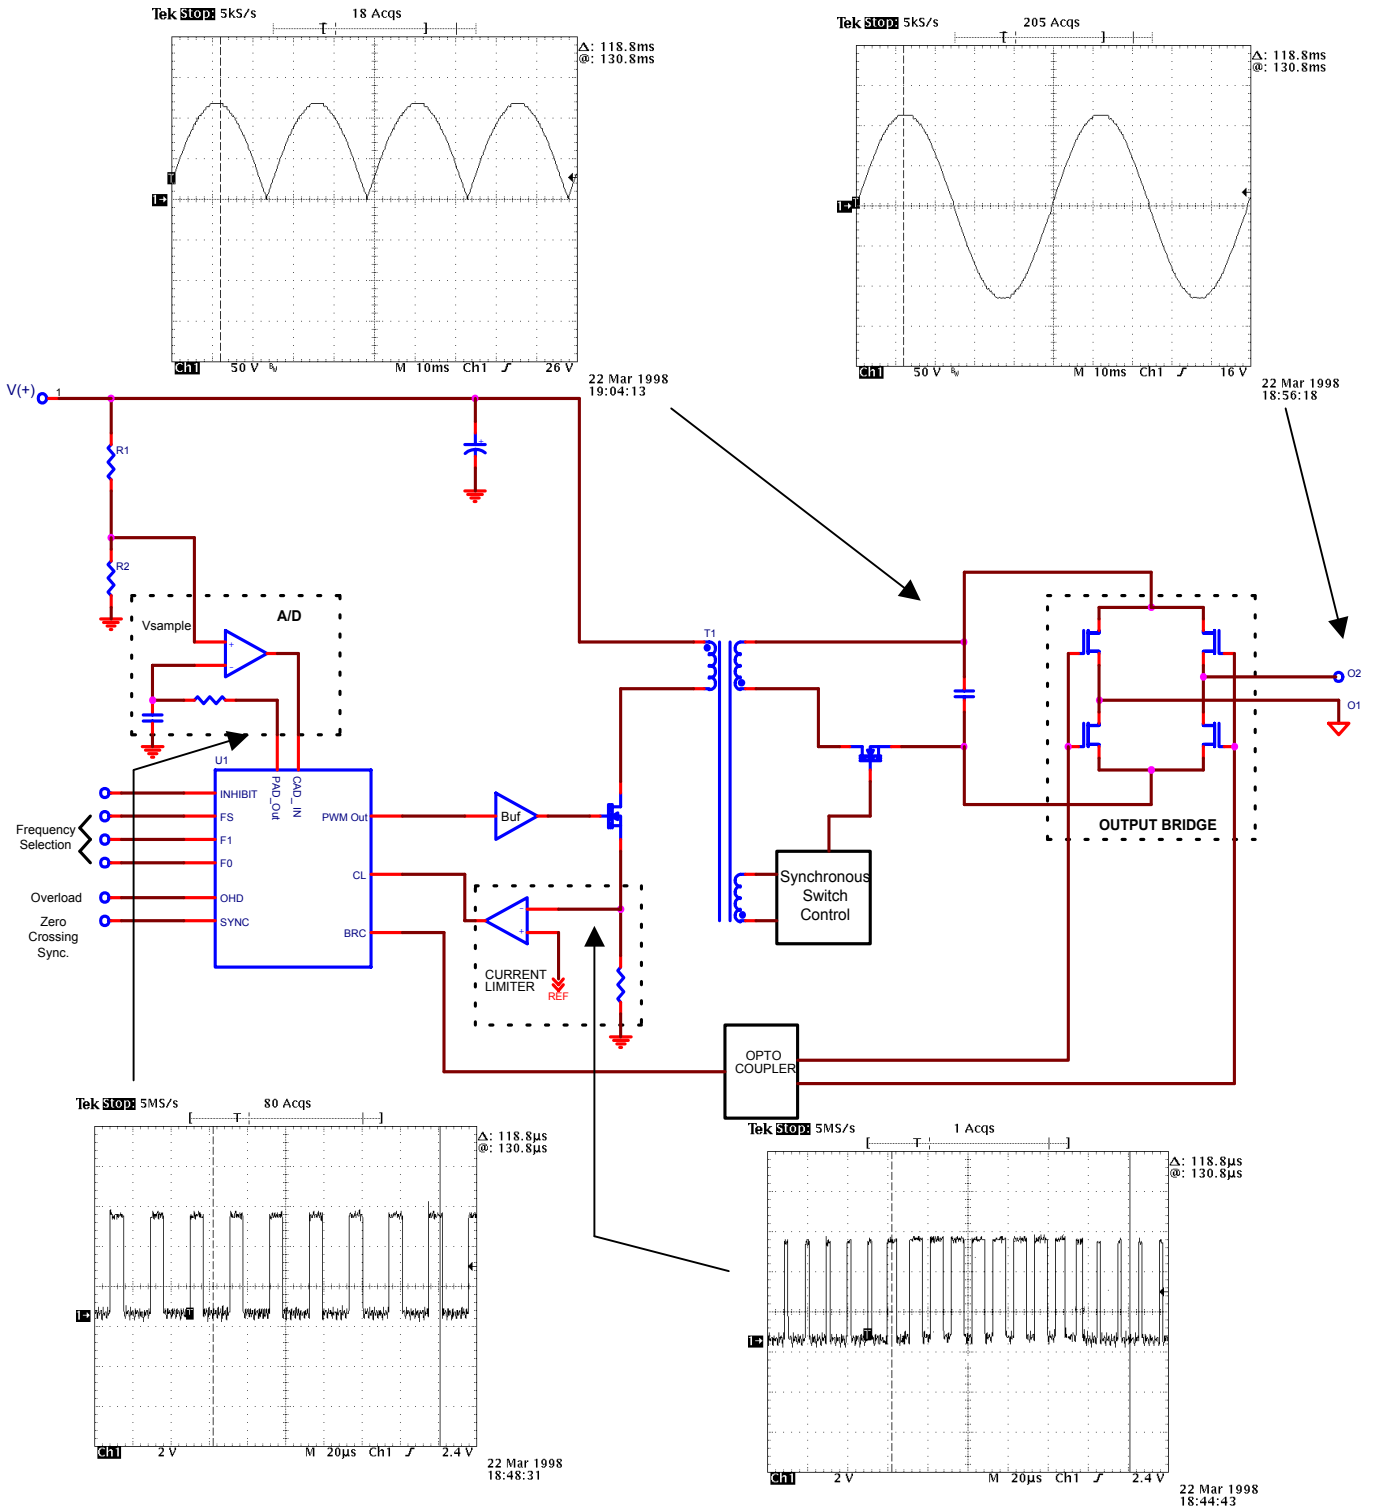 Tek Stop: 5kS/s 18 Acqs
T
[ ]
Δ: 118.8ms
@: 130.8ms
T
1→
Ch1 50 V BW M 10ms Ch1 26 V
22 Mar 1998
19:04:13
Tek Stop: 5kS/s 205 Acqs
[ T ]
Δ: 118.8ms
@: 130.8ms
1→
T
Ch1 50 V BW M 10ms Ch1 16 V
22 Mar 1998
18:56:18
V(+)
1
R1
+
R2
A/D
Vsample
+
−
U1
PAD_Out
CAD_IN
INHIBIT
FS
F1
F0
OHD
SYNC
PWM Out
CL
BRC
Frequency
Selection
Overload
Zero
Crossing
Sync.
Buf
−
+
CURRENT
LIMITER
REF
T1
Synchronous
Switch
Control
OUTPUT BRIDGE
O2
O1
OPTO
COUPLER
Tek Stop: 5MS/s 80 Acqs
[ T ]
Δ: 118.8µs
@: 130.8µs
1→
T
Ch1 2 V M 20µs Ch1 2.4 V
22 Mar 1998
18:48:31
Tek Stop: 5MS/s 1 Acqs
[ T ]
Δ: 118.8µs
@: 130.8µs
1→
T
Ch1 2 V M 20µs Ch1 2.4 V
22 Mar 1998
18:44:43